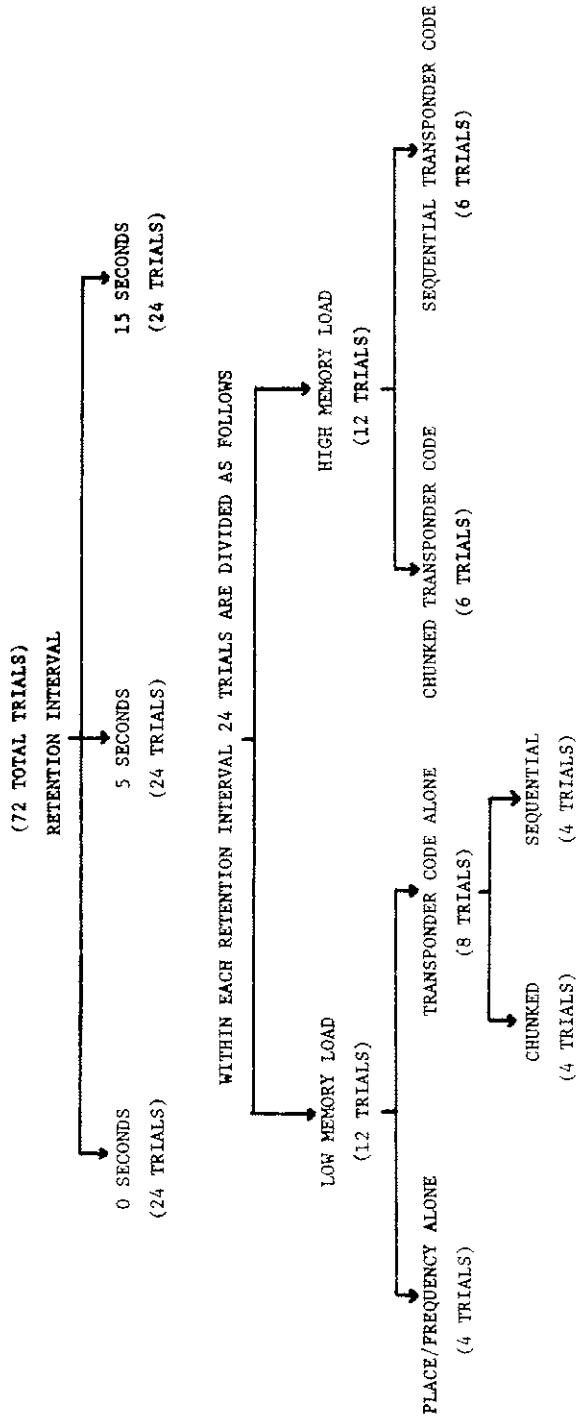 (72 TOTAL TRIALS)
RETENTION INTERVAL
0 SECONDS
(24 TRIALS)
5 SECONDS
(24 TRIALS)
15 SECONDS
(24 TRIALS)
WITHIN EACH RETENTION INTERVAL 24 TRIALS ARE DIVIDED AS FOLLOWS
LOW MEMORY LOAD
(12 TRIALS)
HIGH MEMORY LOAD
(12 TRIALS)
PLACE/FREQUENCY ALONE
(4 TRIALS)
TRANSPONDER CODE ALONE
(8 TRIALS)
CHUNKED TRANSPONDER CODE
(6 TRIALS)
SEQUENTIAL TRANSPONDER CODE
(6 TRIALS)
CHUNKED
(4 TRIALS)
SEQUENTIAL
(4 TRIALS)